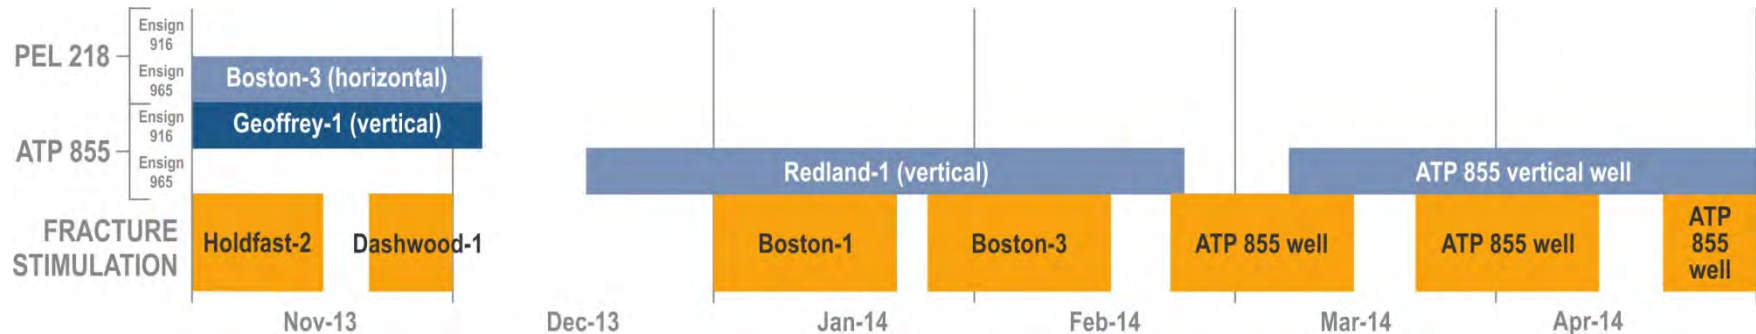 PEL 218
Ensign
916
Ensign
965
Boston-3 (horizontal)
ATP 855
Ensign
916
Geoffrey-1 (vertical)
Ensign
965
Redland-1 (vertical)
ATP 855 vertical well
FRACTURE
STIMULATION
Holdfast-2
Dashwood-1
Boston-1
Boston-3
ATP 855 well
ATP 855 well
ATP
855
well
Nov-13
Dec-13
Jan-14
Feb-14
Mar-14
Apr-14